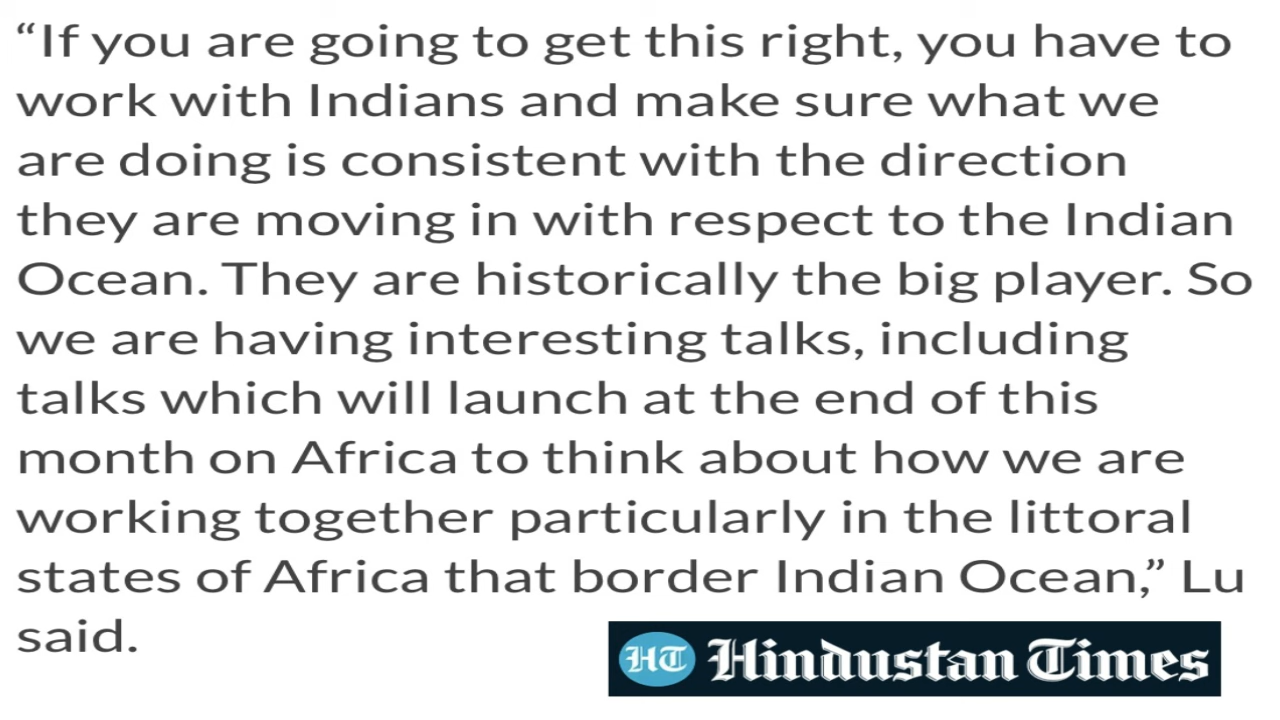 “If you are going to get this right, you have to
work with Indians and make sure what we
are doing is consistent with the direction
they are moving in with respect to the Indian
Ocean. They are historically the big player. So
we are having interesting talks, including
talks which will launch at the end of this
month on Africa to think about how we are
working together particularly in the littoral
states of Africa that border Indian Ocean,” Lu
said.
HT Hindustan Times